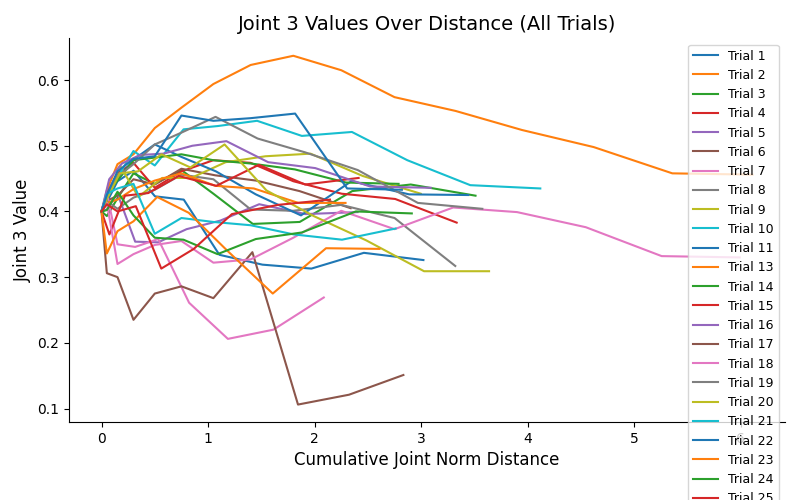 Joint 3 Values Over Distance (All Trials)
Joint 3 Value
0.6
0.5
0.4
0.3
0.2
0.1
0
1
2
3
4
5
Cumulative Joint Norm Distance
Trial 1
Trial 2
Trial 3
Trial 4
Trial 5
Trial 6
Trial 7
Trial 8
Trial 9
Trial 10
Trial 11
Trial 13
Trial 14
Trial 15
Trial 16
Trial 17
Trial 18
Trial 19
Trial 20
Trial 21
Trial 22
Trial 23
Trial 24
Trial 25